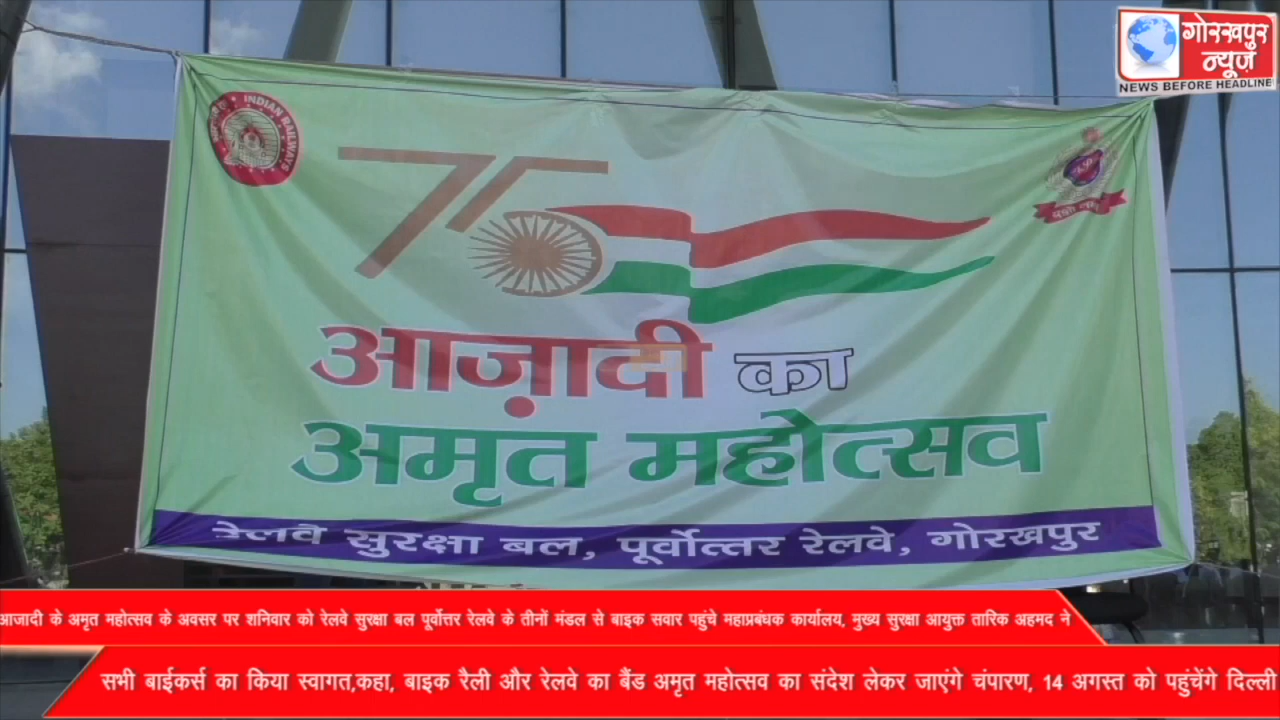 गोरखपुर
न्यूज़
NEWS BEFORE HEADLINE
INDIAN RAILWAYS
75
आज़ादी का
अमृत महोत्सव
रेलवे सुरक्षा बल, पूर्वोत्तर रेलवे, गोरखपुर
आजादी के अमृत महोत्सव के अवसर पर शनिवार को रेलवे सुरक्षा बल पूर्वोत्तर रेलवे के तीनों मंडल से बाइक सवार पहुंचे महाप्रबंधक कार्यालय, मुख्य सुरक्षा आयुक्त तारिक अहमद ने
सभी बाईकर्स का किया स्वागत,कहा, बाइक रैली और रेलवे का बैंड अमृत महोत्सव का संदेश लेकर जाएंगे चंपारण, 14 अगस्त को पहुंचेंगे दिल्ली